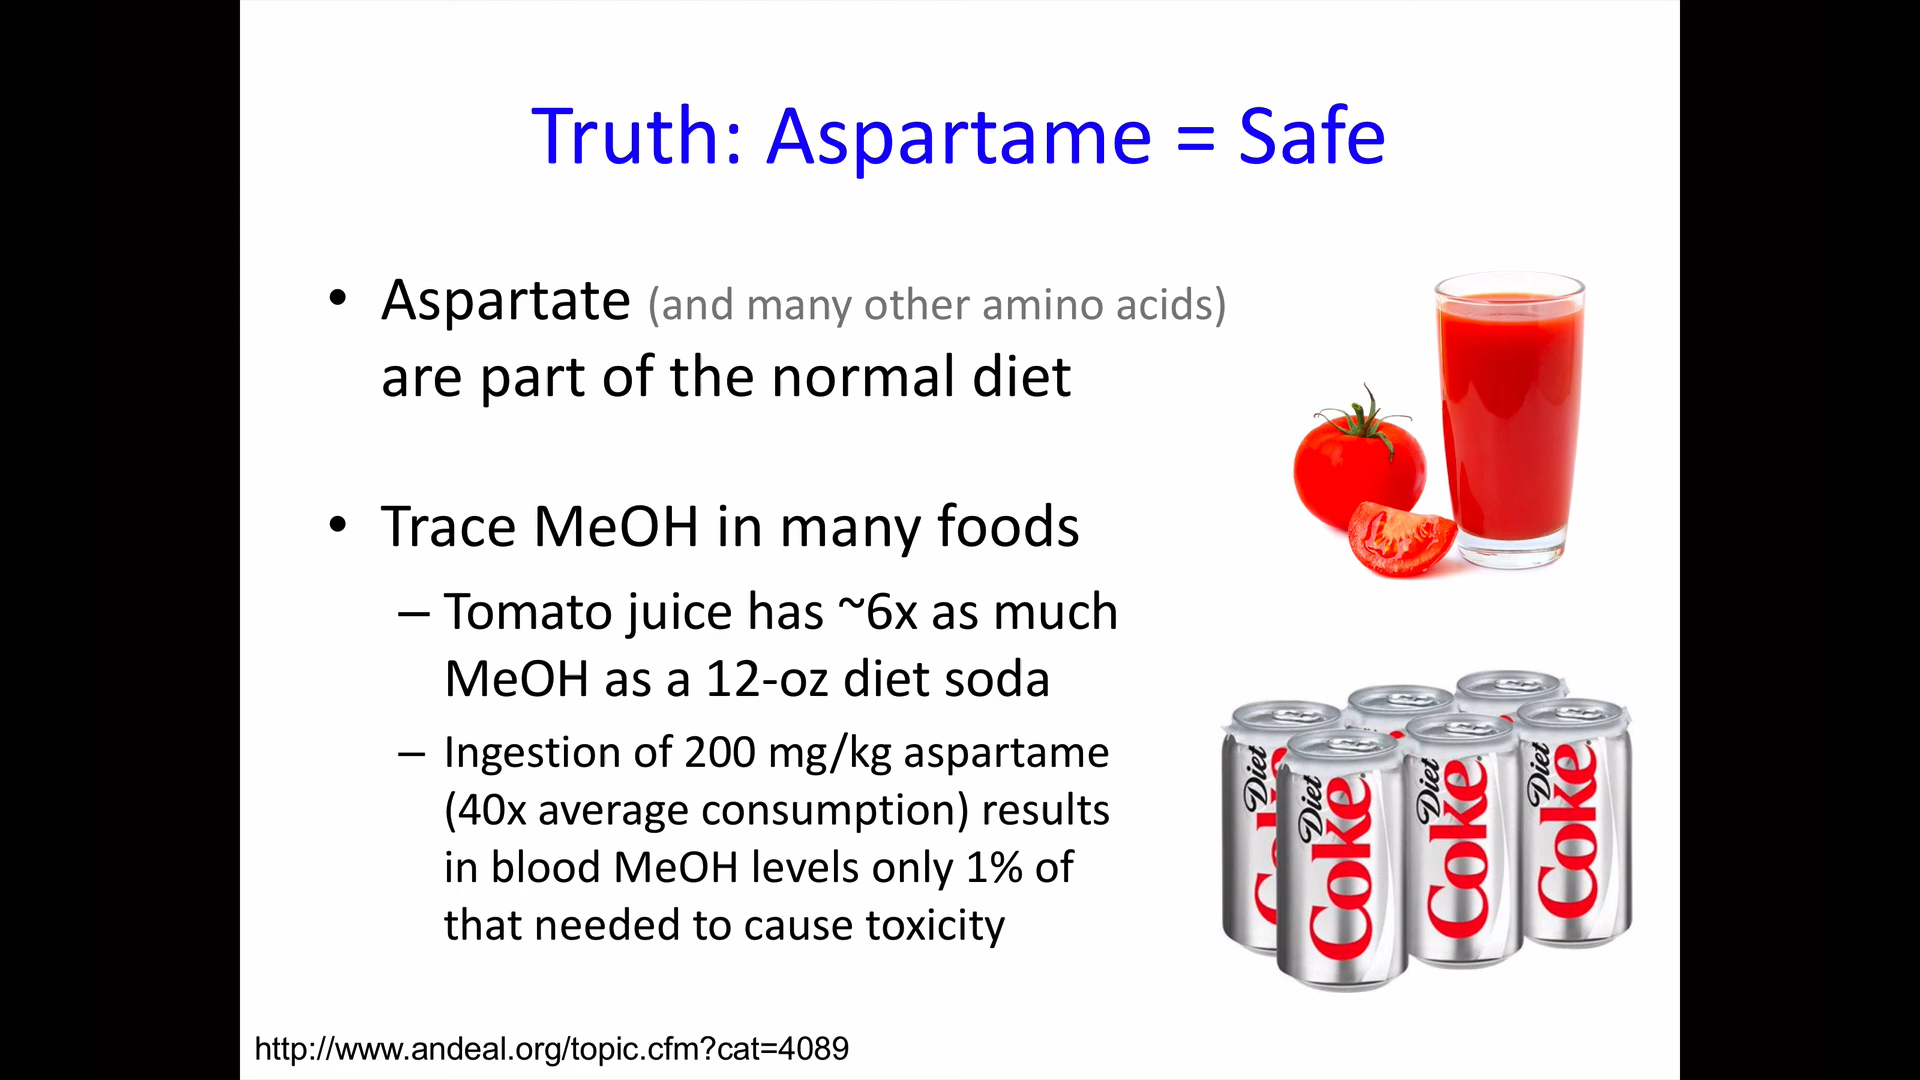 Truth: Aspartame = Safe
• Aspartate (and many other amino acids)
are part of the normal diet
• Trace MeOH in many foods
– Tomato juice has ~6x as much
MeOH as a 12-oz diet soda
– Ingestion of 200 mg/kg aspartame
(40x average consumption) results
in blood MeOH levels only 1% of
that needed to cause toxicity
Diet Coke
Diet Coke
Diet Coke
Diet Coke
http://www.andeal.org/topic.cfm?cat=4089